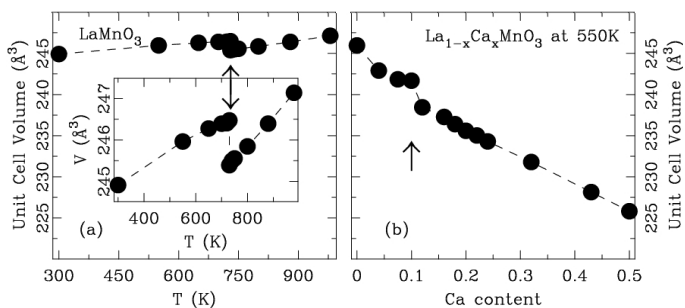 LaMnO₃
La₁₋ₓCaₓMnO₃ at 550K
Unit Cell Volume (Å³)
225 230 235 240 245
V (Å³)
245 246 247
400 600 800
T (K)
(a)
(b)
300 450 600 750 900
T (K)
0 0.1 0.2 0.3 0.4 0.5
Ca content
225 230 235 240 245
Unit Cell Volume (Å³)